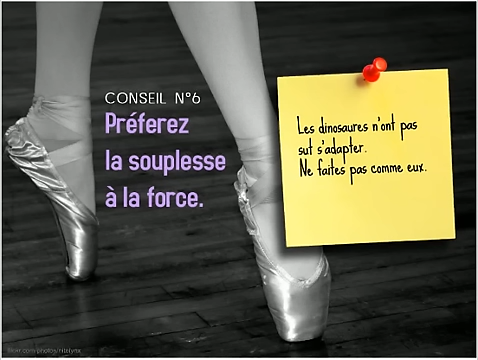 CONSEIL N°6
Préferez
la souplesse
à la force.
Les dinosaures n'ont pas
sut s'adapter.
Ne faites pas comme eux.